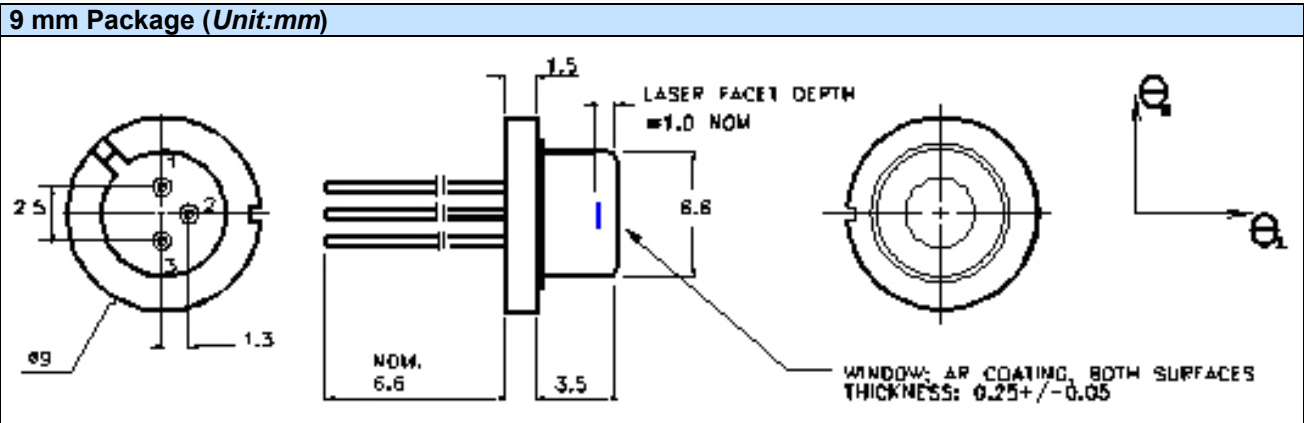 9 mm Package (Unit:mm)
1.5
LASER FACET DEPTH
=1.0 NOM
1
2
3
2.5
6.6
1.3
ø9
NOM.
6.6
3.5
WINDOW: AR COATING, BOTH SURFACES
THICKNESS: 0.25+/-0.05